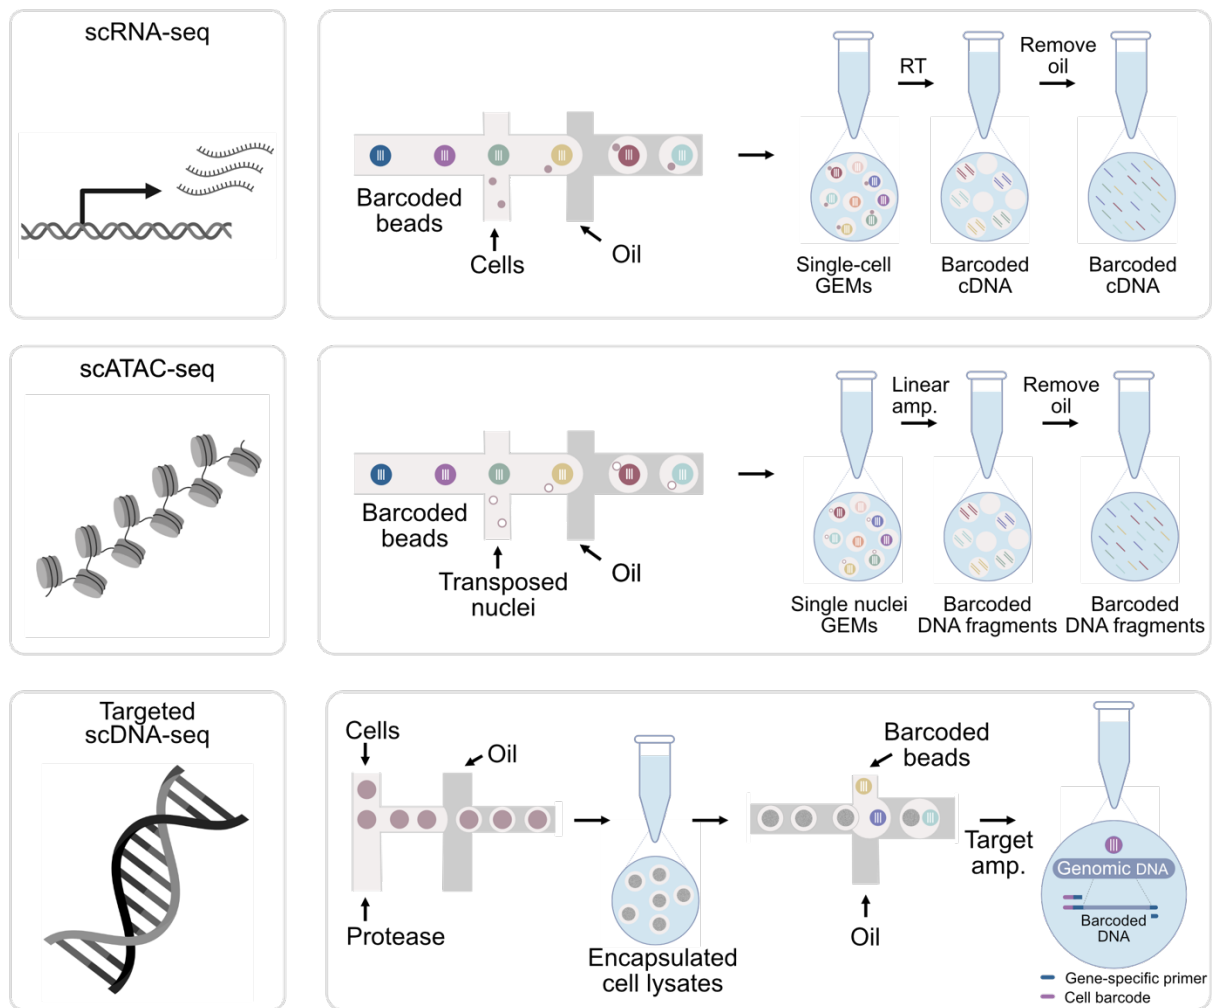 scRNA-seq
Barcoded
beads
Cells
Oil
RT
Remove
oil
Single-cell
GEMs
Barcoded
cDNA
Barcoded
cDNA
scATAC-seq
Barcoded
beads
Transposed
nuclei
Oil
Linear
amp.
Remove
oil
Single nuclei
GEMs
Barcoded
DNA fragments
Barcoded
DNA fragments
Targeted
scDNA-seq
Cells
Oil
Protease
Encapsulated
cell lysates
Barcoded
beads
Oil
Target
amp.
Genomic DNA
Barcoded
DNA
Gene-specific primer
Cell barcode